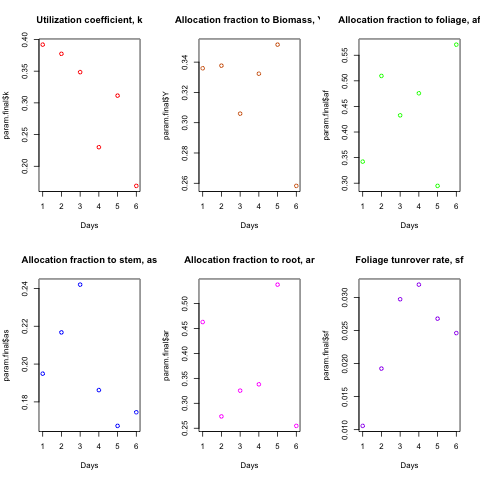 Utilization coefficient, k
param.final$k
0.20 0.25 0.30 0.35 0.40
1 2 3 4 5 6
Days
Allocation fraction to Biomass, Y
param.final$Y
0.26 0.28 0.30 0.32 0.34
1 2 3 4 5 6
Days
Allocation fraction to foliage, af
param.final$af
0.30 0.35 0.40 0.45 0.50 0.55
1 2 3 4 5 6
Days
Allocation fraction to stem, as
param.final$as
0.18 0.20 0.22 0.24
1 2 3 4 5 6
Days
Allocation fraction to root, ar
param.final$ar
0.25 0.30 0.35 0.40 0.45 0.50
1 2 3 4 5 6
Days
Foliage tunrover rate, sf
param.final$sf
0.010 0.015 0.020 0.025 0.030
1 2 3 4 5 6
Days